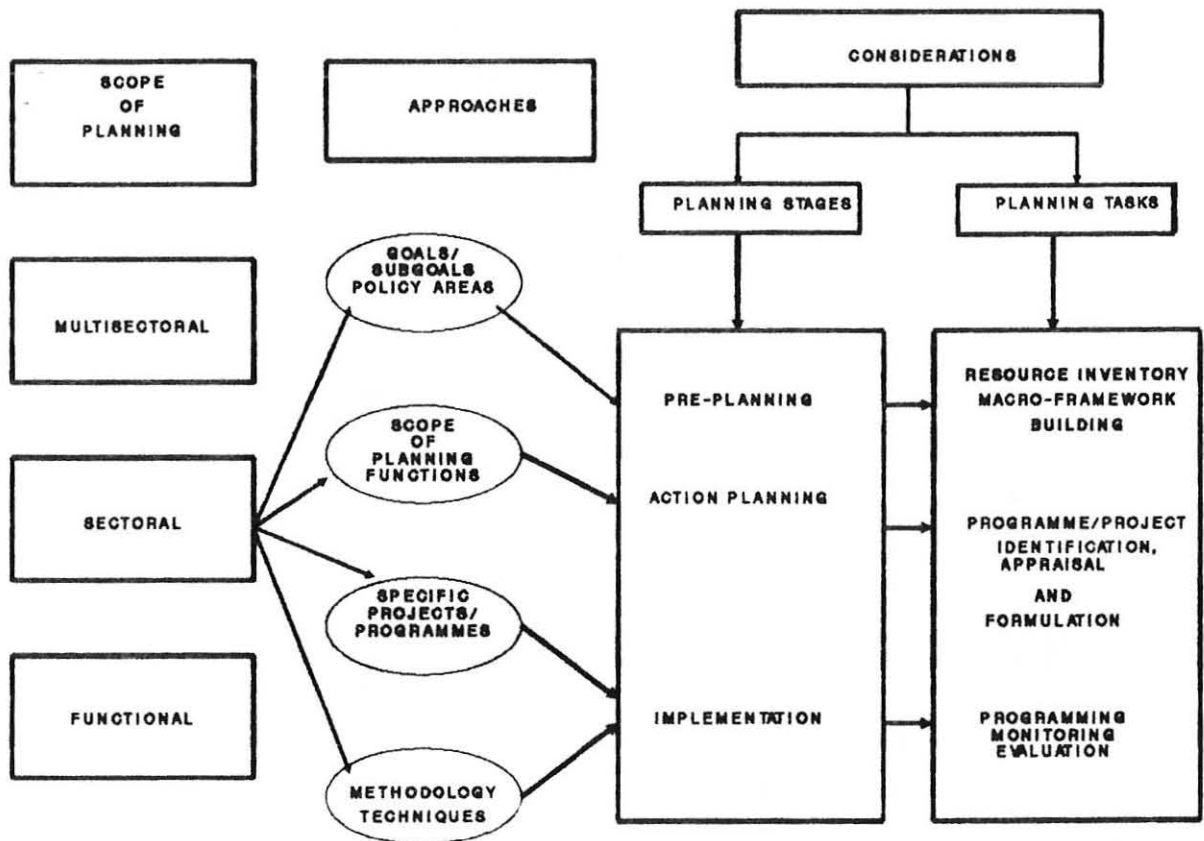 SCOPE
OF
PLANNING
APPROACHES
CONSIDERATIONS
PLANNING STAGES
PLANNING TASKS
MULTISECTORAL
SECTORAL
FUNCTIONAL
GOALS/
SUBGOALS
POLICY AREAS
SCOPE
OF
PLANNING
FUNCTIONS
SPECIFIC
PROJECTS/
PROGRAMMES
METHODOLOGY
TECHNIQUES
PRE-PLANNING
ACTION PLANNING
IMPLEMENTATION
RESOURCE INVENTORY
MACRO-FRAMEWORK
BUILDING
PROGRAMME/PROJECT
IDENTIFICATION,
APPRAISAL
AND
FORMULATION
PROGRAMMING
MONITORING
EVALUATION